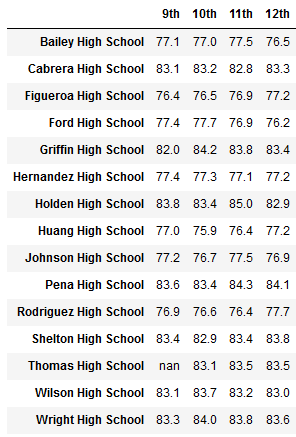 9th 10th 11th 12th
Bailey High School 77.1 77.0 77.5 76.5
Cabrera High School 83.1 83.2 82.8 83.3
Figueroa High School 76.4 76.5 76.9 77.2
Ford High School 77.4 77.7 76.9 76.2
Griffin High School 82.0 84.2 83.8 83.4
Hernandez High School 77.4 77.3 77.1 77.2
Holden High School 83.8 83.4 85.0 82.9
Huang High School 77.0 75.9 76.4 77.2
Johnson High School 77.2 76.7 77.5 76.9
Pena High School 83.6 83.4 84.3 84.1
Rodriguez High School 76.9 76.6 76.4 77.7
Shelton High School 83.4 82.9 83.4 83.8
Thomas High School nan 83.1 83.5 83.5
Wilson High School 83.1 83.7 83.2 83.0
Wright High School 83.3 84.0 83.8 83.6